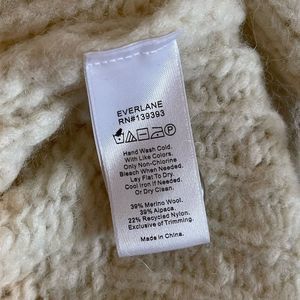 EVERLANE
RN#139393
Hand Wash Cold.
With Like Colors.
Only Non-Chlorine
Bleach When Needed.
Lay Flat To Dry.
Cool Iron if Needed
Or Dry Clean.
39% Merino Wool.
39% Alpaca.
22% Recycled Nylon.
Exclusive of Trimming.
Made in China.